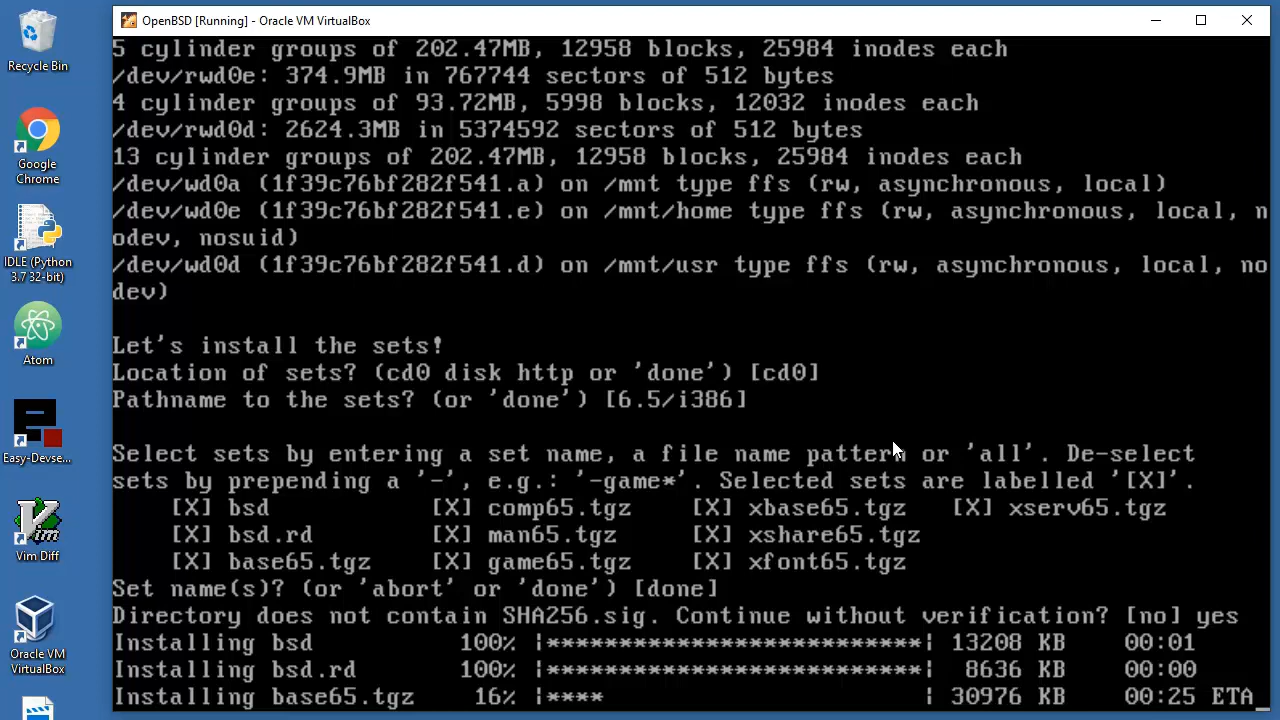 OpenBSD [Running] - Oracle VM VirtualBox
Recycle Bin
Google
Chrome
IDLE (Python
3.7 32-bit)
Atom
Easy-Devse...
Vim Diff
Oracle VM
VirtualBox
5 cylinder groups of 202.47MB, 12958 blocks, 25984 inodes each
/dev/rwd0e: 374.9MB in 767744 sectors of 512 bytes
4 cylinder groups of 93.72MB, 5998 blocks, 12032 inodes each
/dev/rwd0d: 2624.3MB in 5374592 sectors of 512 bytes
13 cylinder groups of 202.47MB, 12958 blocks, 25984 inodes each
/dev/wd0a (1f39c76bf282f541.a) on /mnt type ffs (rw, asynchronous, local)
/dev/wd0e (1f39c76bf282f541.e) on /mnt/home type ffs (rw, asynchronous, local, n
odev, nosuid)
/dev/wd0d (1f39c76bf282f541.d) on /mnt/usr type ffs (rw, asynchronous, local, no
dev)
Let's install the sets!
Location of sets? (cd0 disk http or 'done') [cd0]
Pathname to the sets? (or 'done') [6.5/i386]
Select sets by entering a set name, a file name pattern or 'all'. De-select
sets by prepending a '-', e.g.: '-game*'. Selected sets are labelled '[X]'.
[X] bsd [X] comp65.tgz [X] xbase65.tgz [X] xserv65.tgz
[X] bsd.rd [X] man65.tgz [X] xshare65.tgz
[X] base65.tgz [X] game65.tgz [X] xfont65.tgz
Set name(s)? (or 'abort' or 'done') [done]
Directory does not contain SHA256.sig. Continue without verification? [no] yes
Installing bsd 100% |**************************| 13208 KB 00:01
Installing bsd.rd 100% |**************************| 8636 KB 00:00
Installing base65.tgz 16% |**** | 30976 KB 00:25 ETA